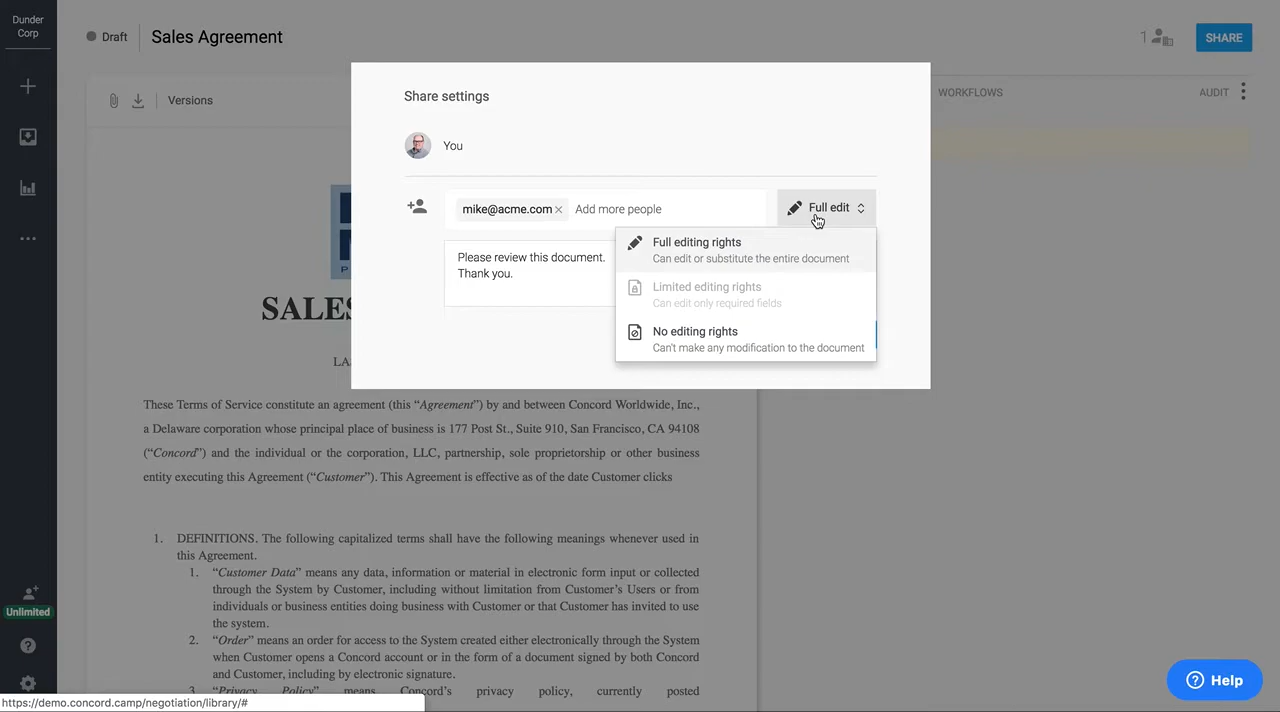 Dunder
Corp
Draft
Sales Agreement
1
SHARE
Versions
WORKFLOWS
AUDIT
Share settings
You
mike@acme.com
Add more people
Full edit
Please review this document.
Thank you.
Full editing rights
Can edit or substitute the entire document
Limited editing rights
Can edit only required fields
No editing rights
Can't make any modification to the document
P
SALES
LA
These Terms of Service constitute an agreement (this “Agreement”) by and between Concord Worldwide, Inc.,
a Delaware corporation whose principal place of business is 177 Post St., Suite 910, San Francisco, CA 94108
(“Concord”) and the individual or the corporation, LLC, partnership, sole proprietorship or other business
entity executing this Agreement (“Customer”). This Agreement is effective as of the date Customer clicks
1. DEFINITIONS. The following capitalized terms shall have the following meanings whenever used in
this Agreement.
1. “Customer Data” means any data, information or material in electronic form input or collected
through the System by Customer, including without limitation from Customer’s Users or from
individuals or business entities doing business with Customer or that Customer has invited to use
the system.
2. “Order” means an order for access to the System created either electronically through the System
when Customer opens a Concord account or in the form of a document signed by both Concord
and Customer, including by electronic signature.
3. “Privacy Policy” means Concord’s privacy policy, currently posted
Unlimited
Help
https://demo.concord.camp/negotiation/library/#